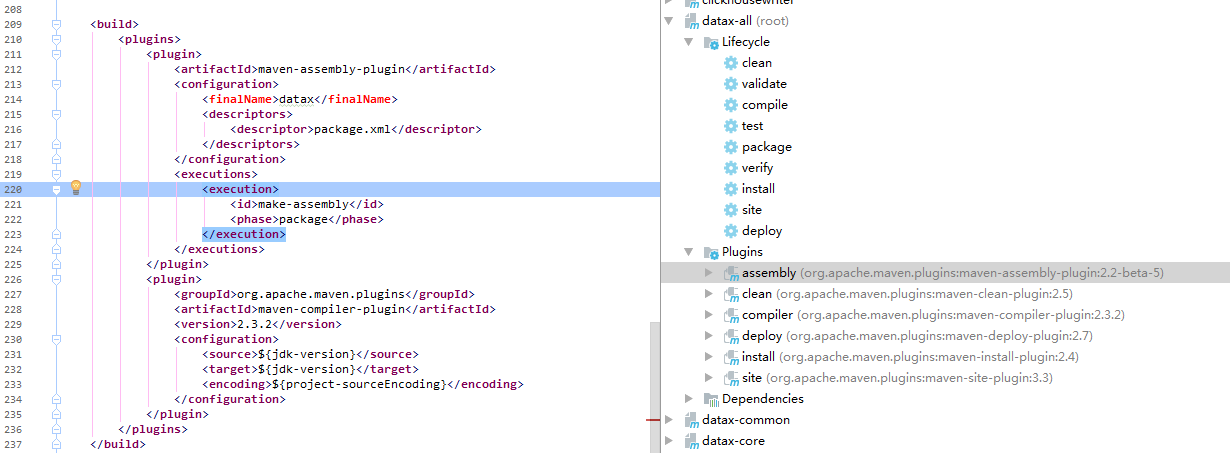 208
209 <build>
210 <plugins>
211 <plugin>
212 <artifactId>maven-assembly-plugin</artifactId>
213 <configuration>
214 <finalName>datax</finalName>
215 <descriptors>
216 <descriptor>package.xml</descriptor>
217 </descriptors>
218 </configuration>
219 <executions>
220 <execution>
221 <id>make-assembly</id>
222 <phase>package</phase>
223 </execution>
224 </executions>
225 </plugin>
226 <plugin>
227 <groupId>org.apache.maven.plugins</groupId>
228 <artifactId>maven-compiler-plugin</artifactId>
229 <version>2.3.2</version>
230 <configuration>
231 <source>${jdk-version}</source>
232 <target>${jdk-version}</target>
233 <encoding>${project-sourceEncoding}</encoding>
234 </configuration>
235 </plugin>
236 </plugins>
237 </build>
clickhousewriter
datax-all (root)
Lifecycle
clean
validate
compile
test
package
verify
install
site
deploy
Plugins
assembly (org.apache.maven.plugins:maven-assembly-plugin:2.2-beta-5)
clean (org.apache.maven.plugins:maven-clean-plugin:2.5)
compiler (org.apache.maven.plugins:maven-compiler-plugin:2.3.2)
deploy (org.apache.maven.plugins:maven-deploy-plugin:2.7)
install (org.apache.maven.plugins:maven-install-plugin:2.4)
site (org.apache.maven.plugins:maven-site-plugin:3.3)
Dependencies
datax-common
datax-core